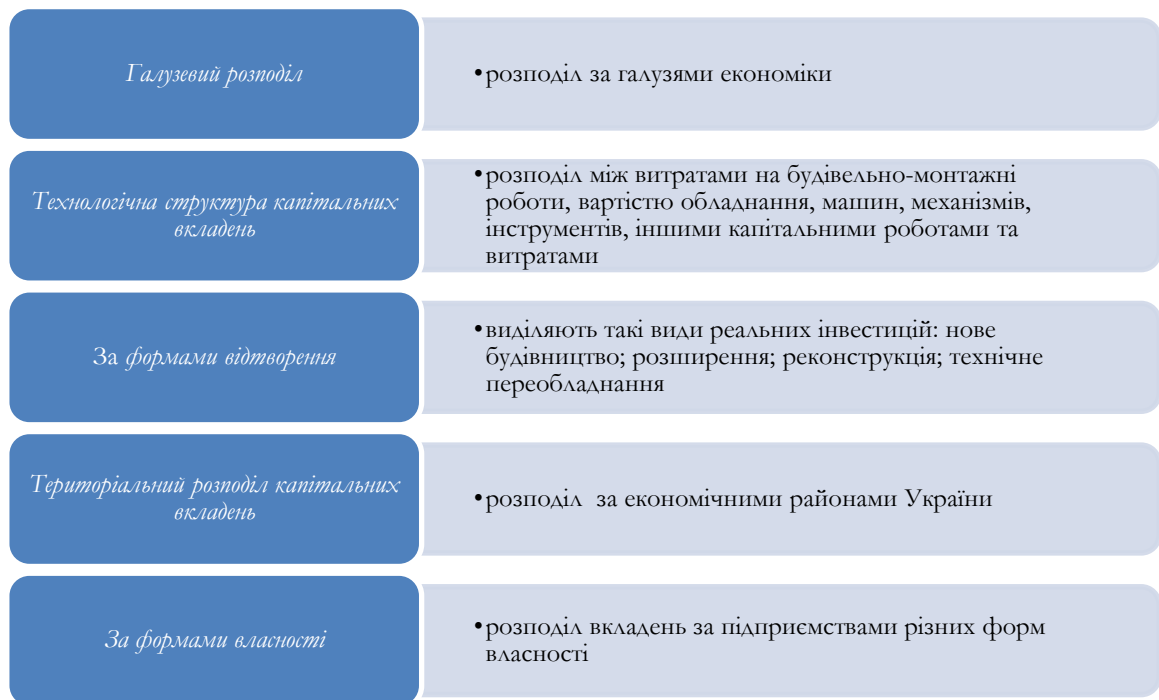 Галузевий розподіл
•розподіл за галузями економіки
Технологічна структура капітальних
вкладень
•розподіл між витратами на будівельно-монтажні
роботи, вартістю обладнання, машин, механізмів,
інструментів, іншими капітальними роботами та
витратами
За формами відтворення
•виділяють такі види реальних інвестицій: нове
будівництво; розширення; реконструкція; технічне
переобладнання
Територіальний розподіл капітальних
вкладень
•розподіл за економічними районами України
За формами власності
•розподіл вкладень за підприємствами різних форм
власності